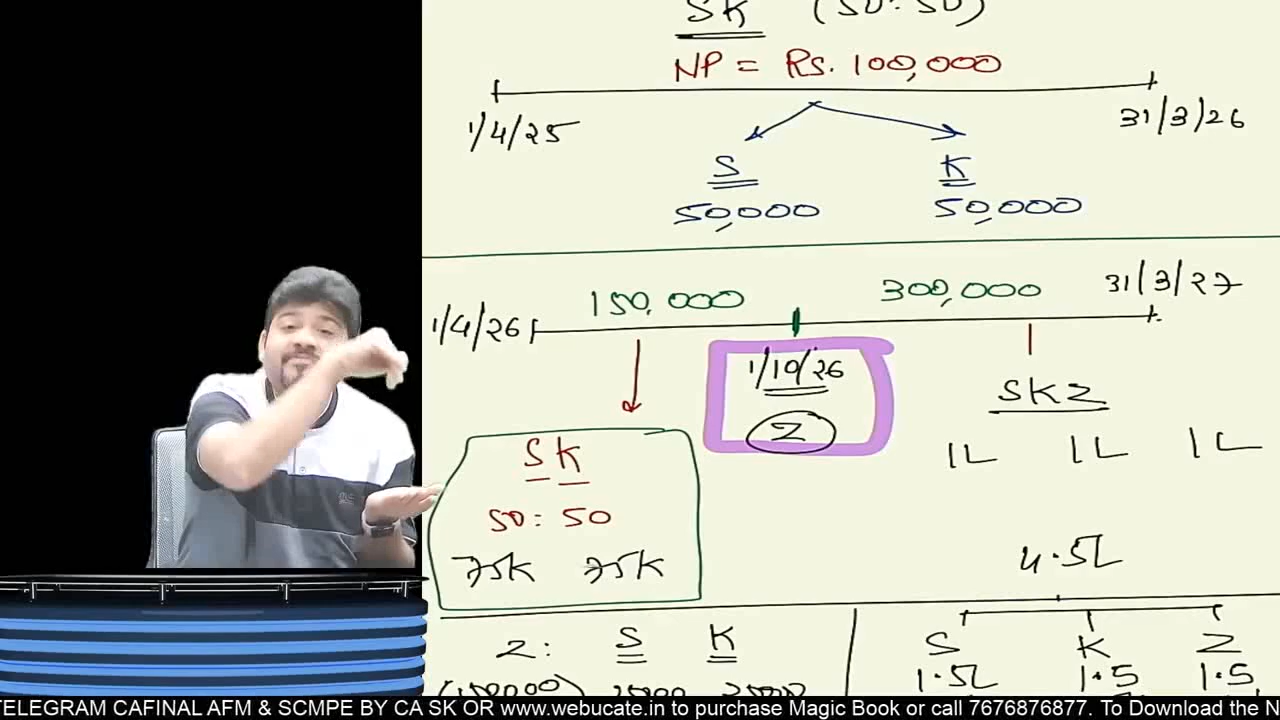 SK (50:50)
NP = Rs. 100,000
1/4/25 31/3/26
S K
50,000 50,000
150,000 300,000 31/3/27
1/4/26
1/10/26
Z
SKZ
1L 1L 1L
SK
50:50
75K 75K
4.5L
Z: S K
S K Z
1.5L 1.5 1.5
TELEGRAM CAFINAL AFM & SCMPE BY CA SK OR www.webucate.in to purchase Magic Book or call 7676876877. To Download the N